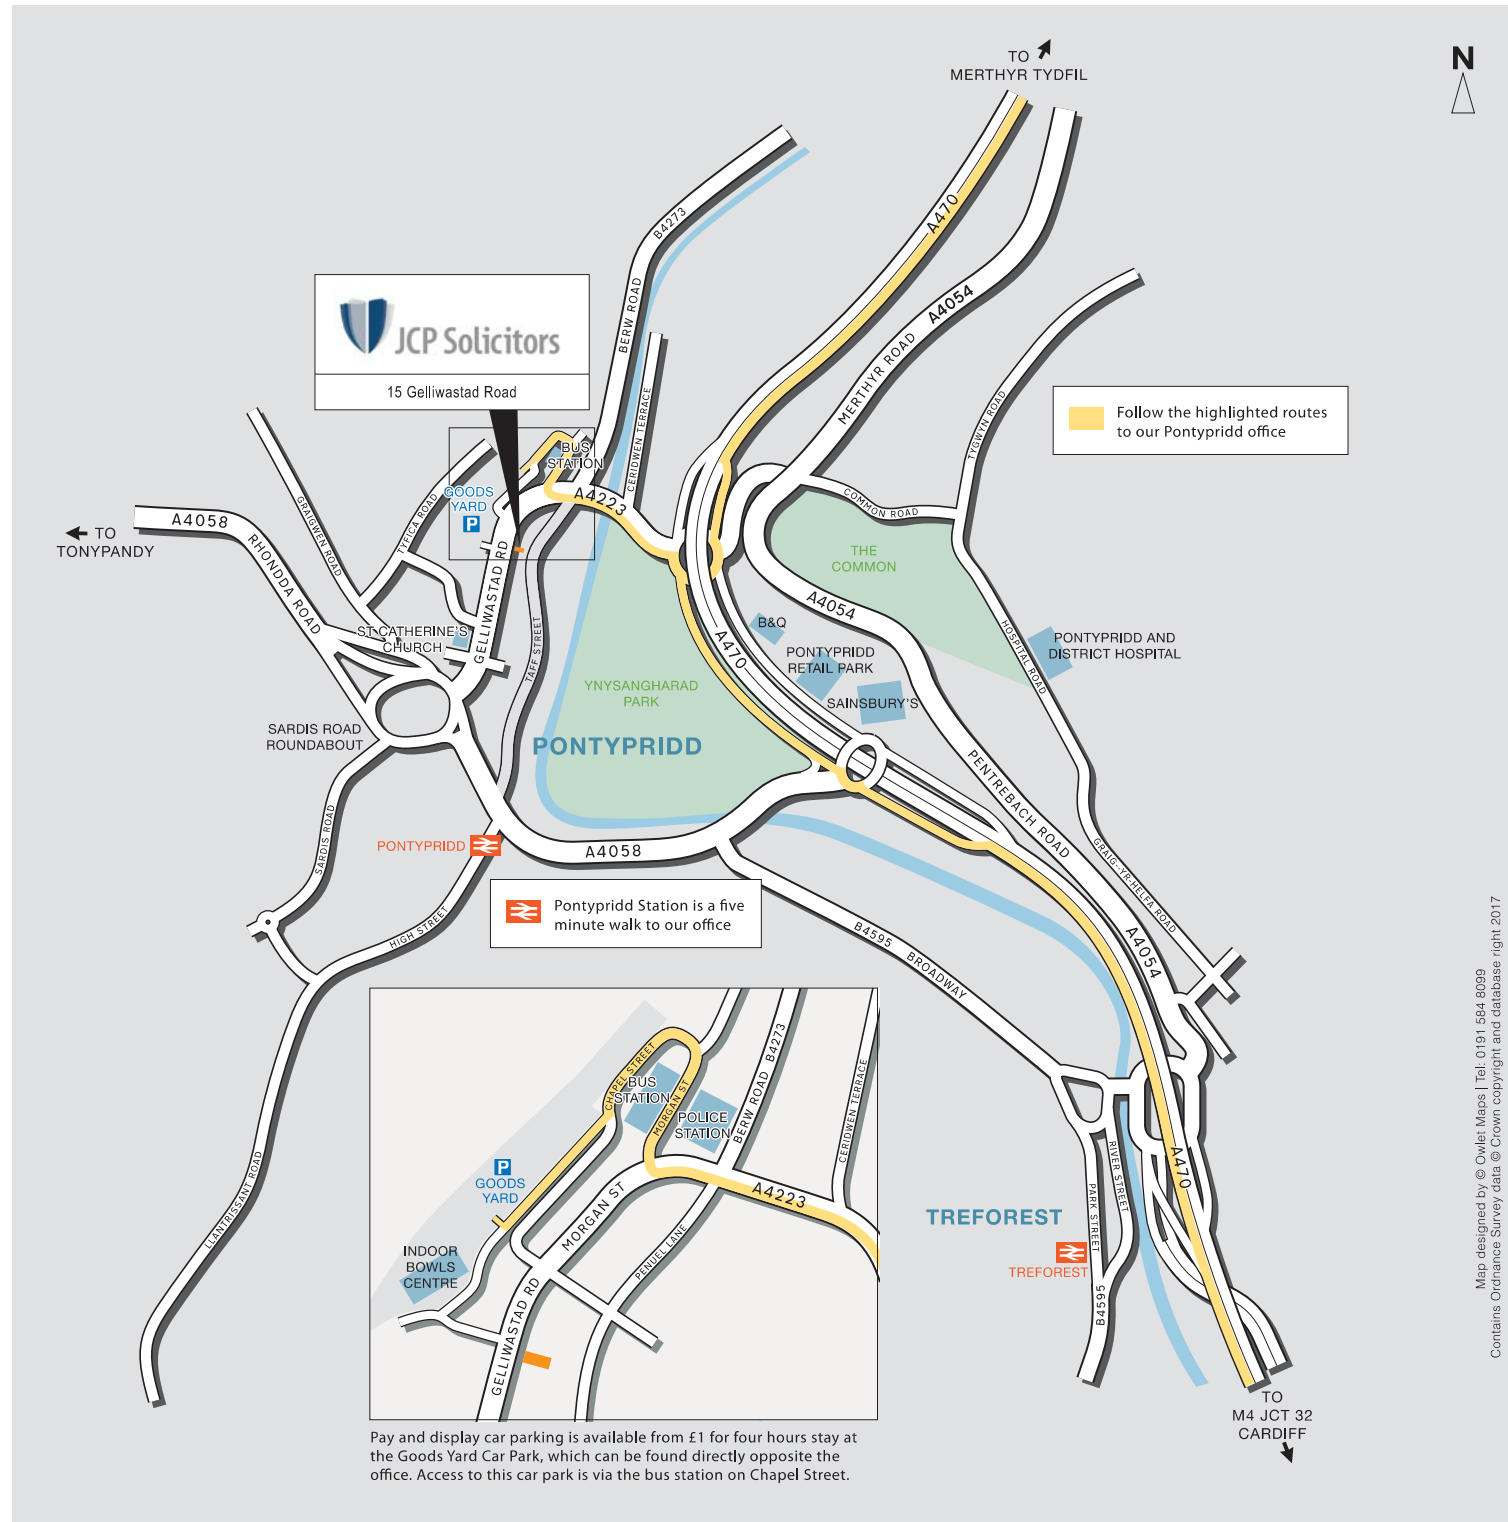 TO
MERTHYR TYDFIL
N
A470
A4054
MERTHYR ROAD
B4273
BERW ROAD
CERIDWEN TERRACE
JCP Solicitors
15 Gelliwastad Road
Follow the highlighted routes
to our Pontypridd office
TYGWYN ROAD
COMMON ROAD
THE
COMMON
BUS
STATION
GOODS
YARD
P
A4223
TYFICA ROAD
GRAIGWEN ROAD
A4058
TO
TONYPANDY
RHONDDA ROAD
GELLIWASTAD RD
TAFF STREET
ST CATHERINE'S
CHURCH
SARDIS ROAD
ROUNDABOUT
YNYSANGHARAD
PARK
PONTYPRIDD
A470
A4054
B&Q
PONTYPRIDD
RETAIL PARK
SAINSBURY'S
HOSPITAL ROAD
PONTYPRIDD AND
DISTRICT HOSPITAL
PENTREBACH ROAD
GRAIG-YR-HELFA ROAD
A4054
SARDIS ROAD
PONTYPRIDD
A4058
Pontypridd Station is a five
minute walk to our office
HIGH STREET
B4595
BROADWAY
LLANTRISSANT ROAD
CHAPEL STREET
BUS
STATION
MORGAN ST
POLICE
STATION
BERW ROAD B4273
CERIDWEN TERRACE
P
GOODS
YARD
MORGAN ST
A4223
PENUEL LANE
INDOOR
BOWLS
CENTRE
GELLIWASTAD RD
RIVER STREET
PARK STREET
A470
TREFOREST
TREFOREST
B4595
TO
M4 JCT 32
CARDIFF
Pay and display car parking is available from £1 for four hours stay at
the Goods Yard Car Park, which can be found directly opposite the
office. Access to this car park is via the bus station on Chapel Street.
Map designed by © Owlet Maps | Tel: 0191 584 8099
Contains Ordnance Survey data © Crown copyright and database right 2017